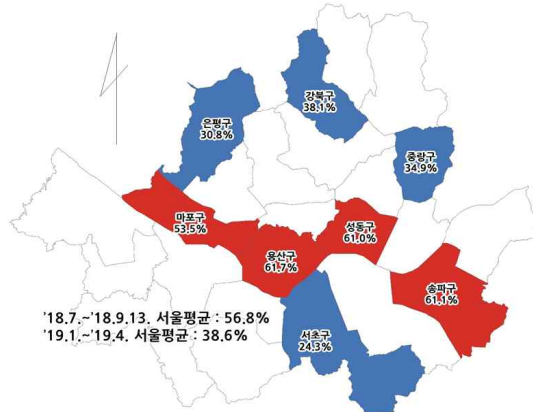 강북구
38.1%
은평구
30.8%
중랑구
34.9%
마포구
53.5%
성동구
61.0%
용산구
61.7%
송파구
61.1%
'18.7.~'18.9.13. 서울평균 : 56.8%
'19.1.~'19.4. 서울평균 : 38.6%
서초구
24.3%